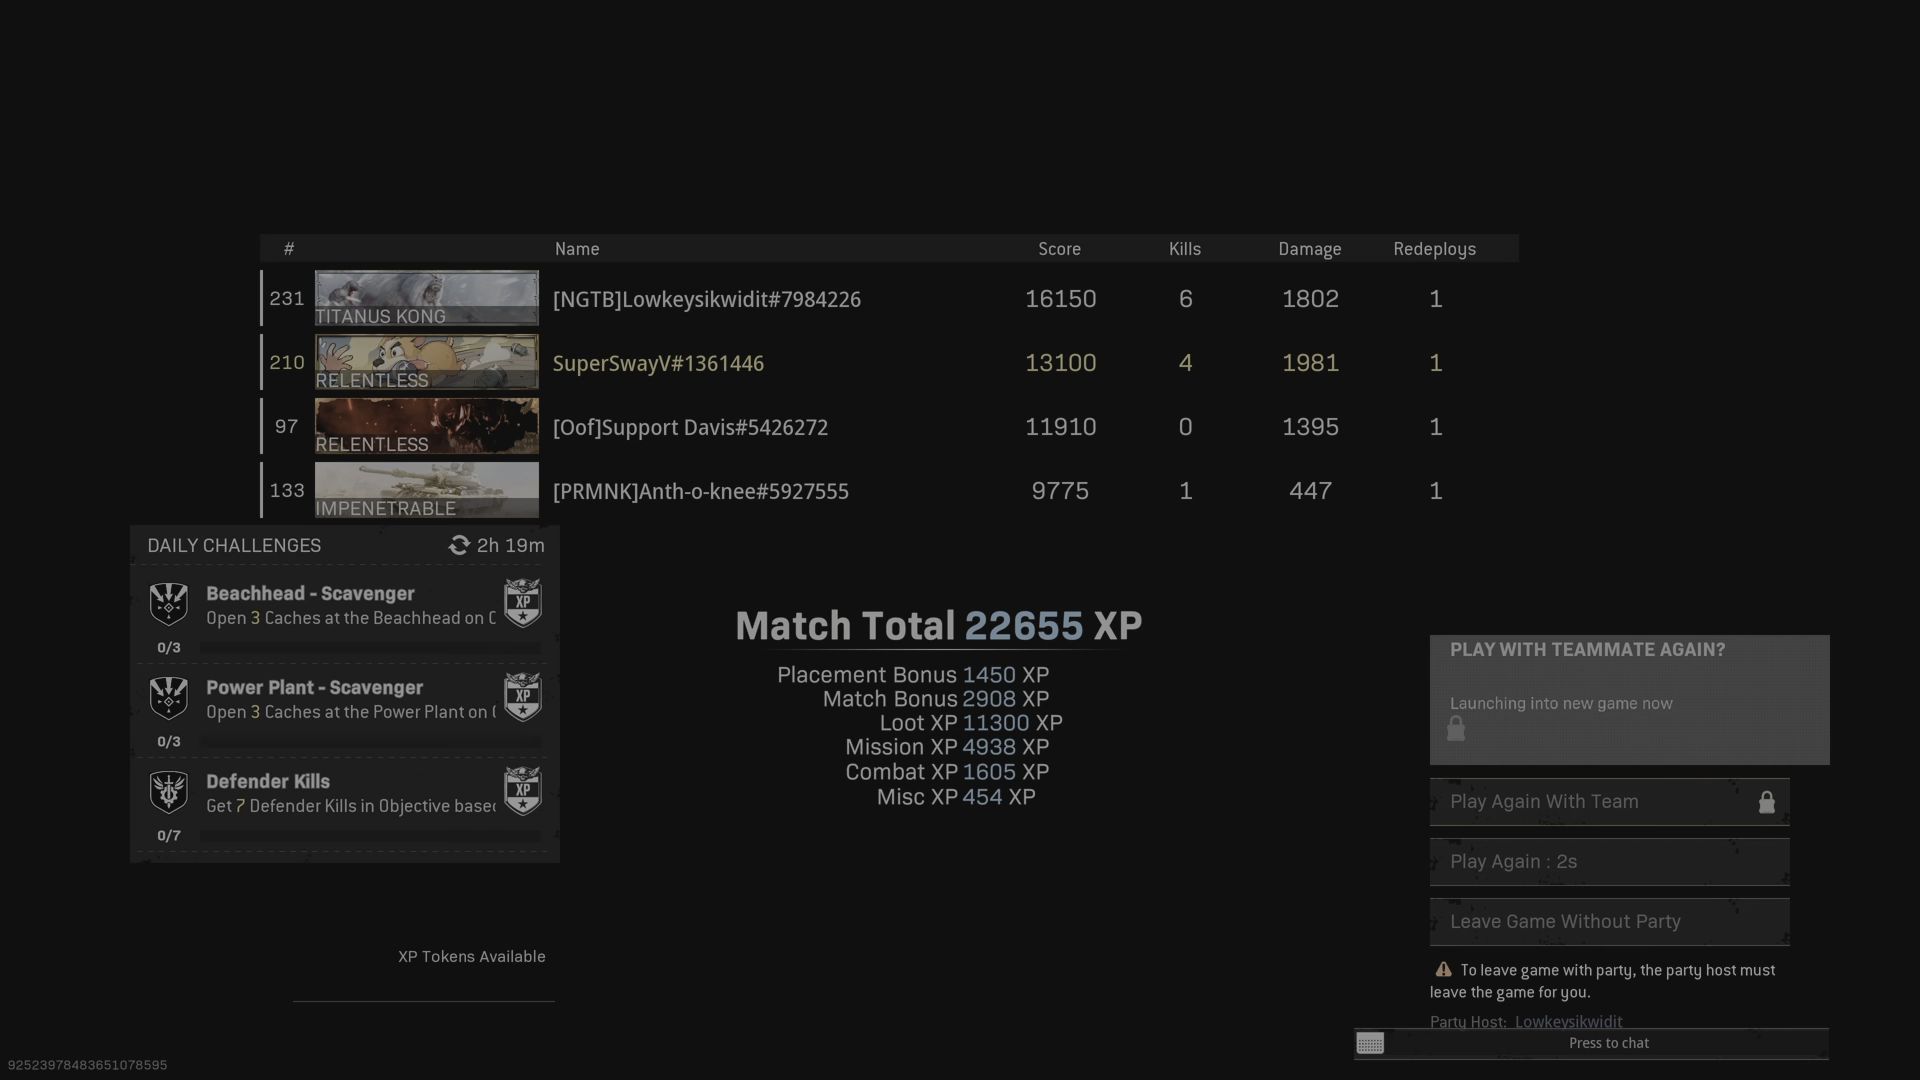 # Name Score Kills Damage Redeploys
231 TITANUS KONG [NGTB]Lowkeysikwidit#7984226 16150 6 1802 1
210 RELENTLESS SuperSwayV#1361446 13100 4 1981 1
97 RELENTLESS [Oof]Support Davis#5426272 11910 0 1395 1
133 IMPENETRABLE [PRMNK]Anth-o-knee#5927555 9775 1 447 1
DAILY CHALLENGES 2h 19m
Beachhead - Scavenger
Open 3 Caches at the Beachhead on
XP
0/3
Power Plant - Scavenger
Open 3 Caches at the Power Plant on
XP
0/3
Defender Kills
Get 7 Defender Kills in Objective based
XP
0/7
XP Tokens Available
Match Total 22655 XP
Placement Bonus 1450 XP
Match Bonus 2908 XP
Loot XP 11300 XP
Mission XP 4938 XP
Combat XP 1605 XP
Misc XP 454 XP
PLAY WITH TEAMMATE AGAIN?
Launching into new game now
Play Again With Team
Play Again : 2s
Leave Game Without Party
To leave game with party, the party host must
leave the game for you.
Party Host: Lowkeysikwidit
Press to chat
92523978483651078595